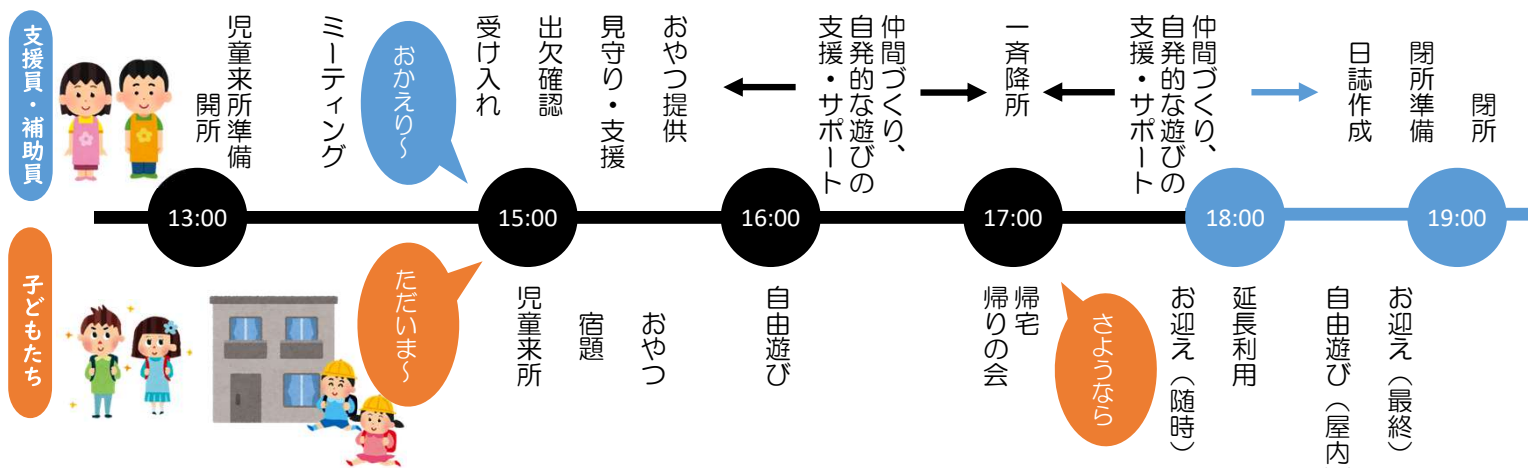 支援員・補助員
児童来所準備
開所
ミーティング
おかえり～
受け入れ
出欠確認
見守り・支援
おやつ提供
仲間づくり、
自発的な遊びの
支援・サポート
一斉降所
仲間づくり、
自発的な遊びの
支援・サポート
日誌作成
閉所準備
閉所
13:00
15:00
16:00
17:00
18:00
19:00
子どもたち
ただいま～
児童来所
宿題
おやつ
自由遊び
帰宅
帰りの会
さようなら
お迎え（随時）
延長利用
自由遊び（屋内
お迎え（最終）